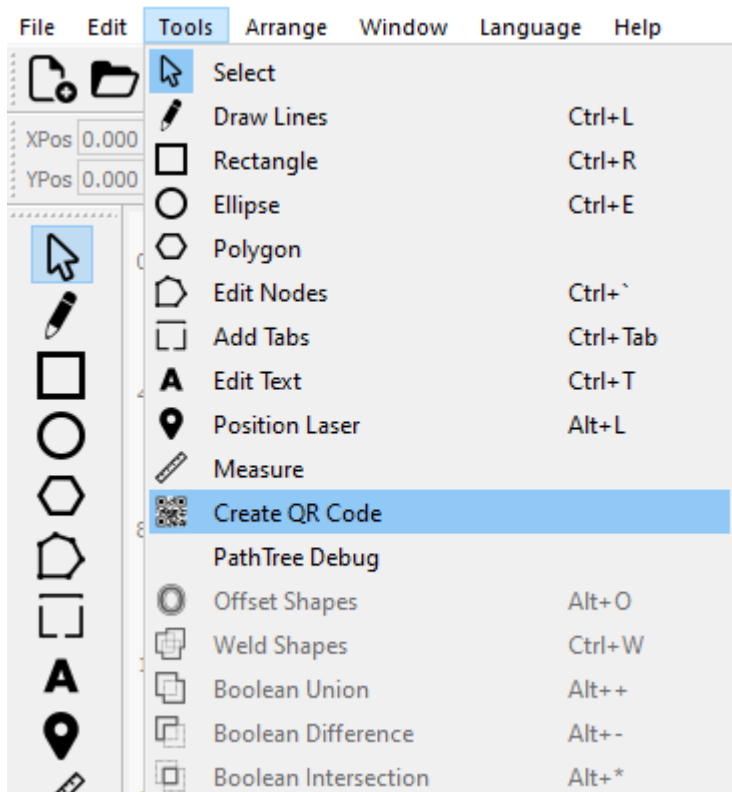 File Edit Tools Arrange Window Language Help
Select
XPos 0.000
YPos 0.000
Draw Lines Ctrl+L
Rectangle Ctrl+R
Ellipse Ctrl+E
Polygon
Edit Nodes Ctrl+`
Add Tabs Ctrl+Tab
A Edit Text Ctrl+T
Position Laser Alt+L
Measure
Create QR Code
PathTree Debug
Offset Shapes Alt+O
Weld Shapes Ctrl+W
Boolean Union Alt++
Boolean Difference Alt+-
Boolean Intersection Alt+*
A